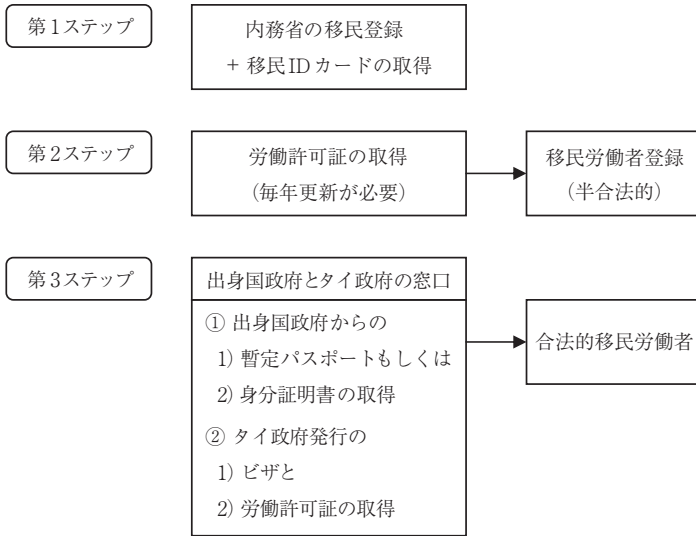 第1ステップ
内務省の移民登録
+ 移民IDカードの取得
第2ステップ
労働許可証の取得
(毎年更新が必要)
移民労働者登録
(半合法的)
第3ステップ
出身国政府とタイ政府の窓口
① 出身国政府からの
1) 暫定パスポートもしくは
2) 身分証明書の取得
② タイ政府発行の
1) ビザと
2) 労働許可証の取得
合法的移民労働者